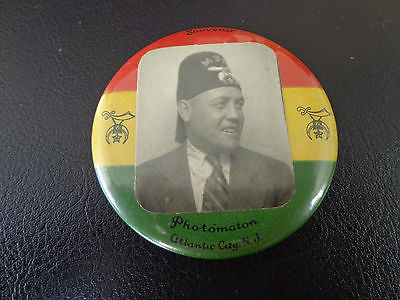 Souvenir
Photomaton
Atlantic City, N.J.